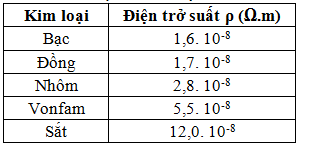 Kim loại Điện trở suất ρ (Ω.m)
Bạc 1,6. 10⁻⁸
Đồng 1,7. 10⁻⁸
Nhôm 2,8. 10⁻⁸
Vonfam 5,5. 10⁻⁸
Sắt 12,0. 10⁻⁸